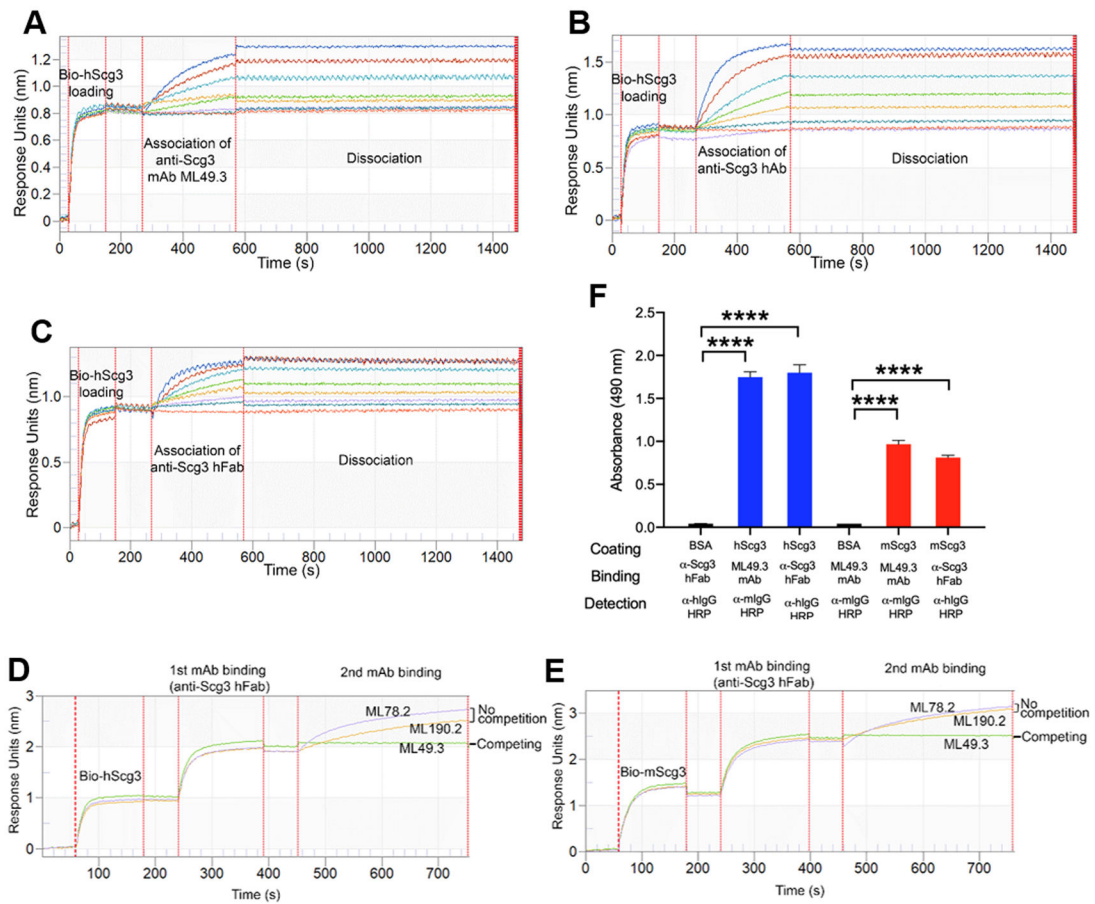 A
Response Units (nm)
1.2
1.0
0.8
0.6
0.4
0.2
0
Bio-hScg3
loading
Association of
anti-Scg3
mAb ML49.3
Dissociation
0 200 400 600 800 1000 1200 1400
Time (s)
B
Response Units (nm)
1.5
1.0
0.5
0
Bio-hScg3
loading
Association of
anti-Scg3 hAb
Dissociation
0 200 400 600 800 1000 1200 1400
Time (s)
C
Response Units (nm)
1.0
0.5
0
Bio-hScg3
loading
Association of
anti-Scg3 hFab
Dissociation
0 200 400 600 800 1000 1200 1400
Time (s)
F
Absorbance (490 nm)
2.5
2.0
1.5
1.0
0.5
0.0
****
****
****
****
Coating BSA hScg3 hScg3 BSA mScg3 mScg3
Binding α-Scg3 ML49.3 α-Scg3 ML49.3 ML49.3 α-Scg3
hFab mAb hFab mAb mAb hFab
Detection α-hIgG α-mIgG α-hIgG α-mIgG α-mIgG α-hIgG
HRP HRP HRP HRP HRP HRP
D
1st mAb binding
(anti-Scg3 hFab)
2nd mAb binding
Response Units (nm)
3
2
1
0
Bio-hScg3
ML78.2
ML190.2
ML49.3
No
competition
Competing
100 200 300 400 500 600 700
Time (s)
E
1st mAb binding
(anti-Scg3 hFab)
2nd mAb binding
Response Units (nm)
3
2
1
0
Bio-mScg3
ML78.2
ML190.2
ML49.3
No
competition
Competing
0 100 200 300 400 500 600 700
Time (s)